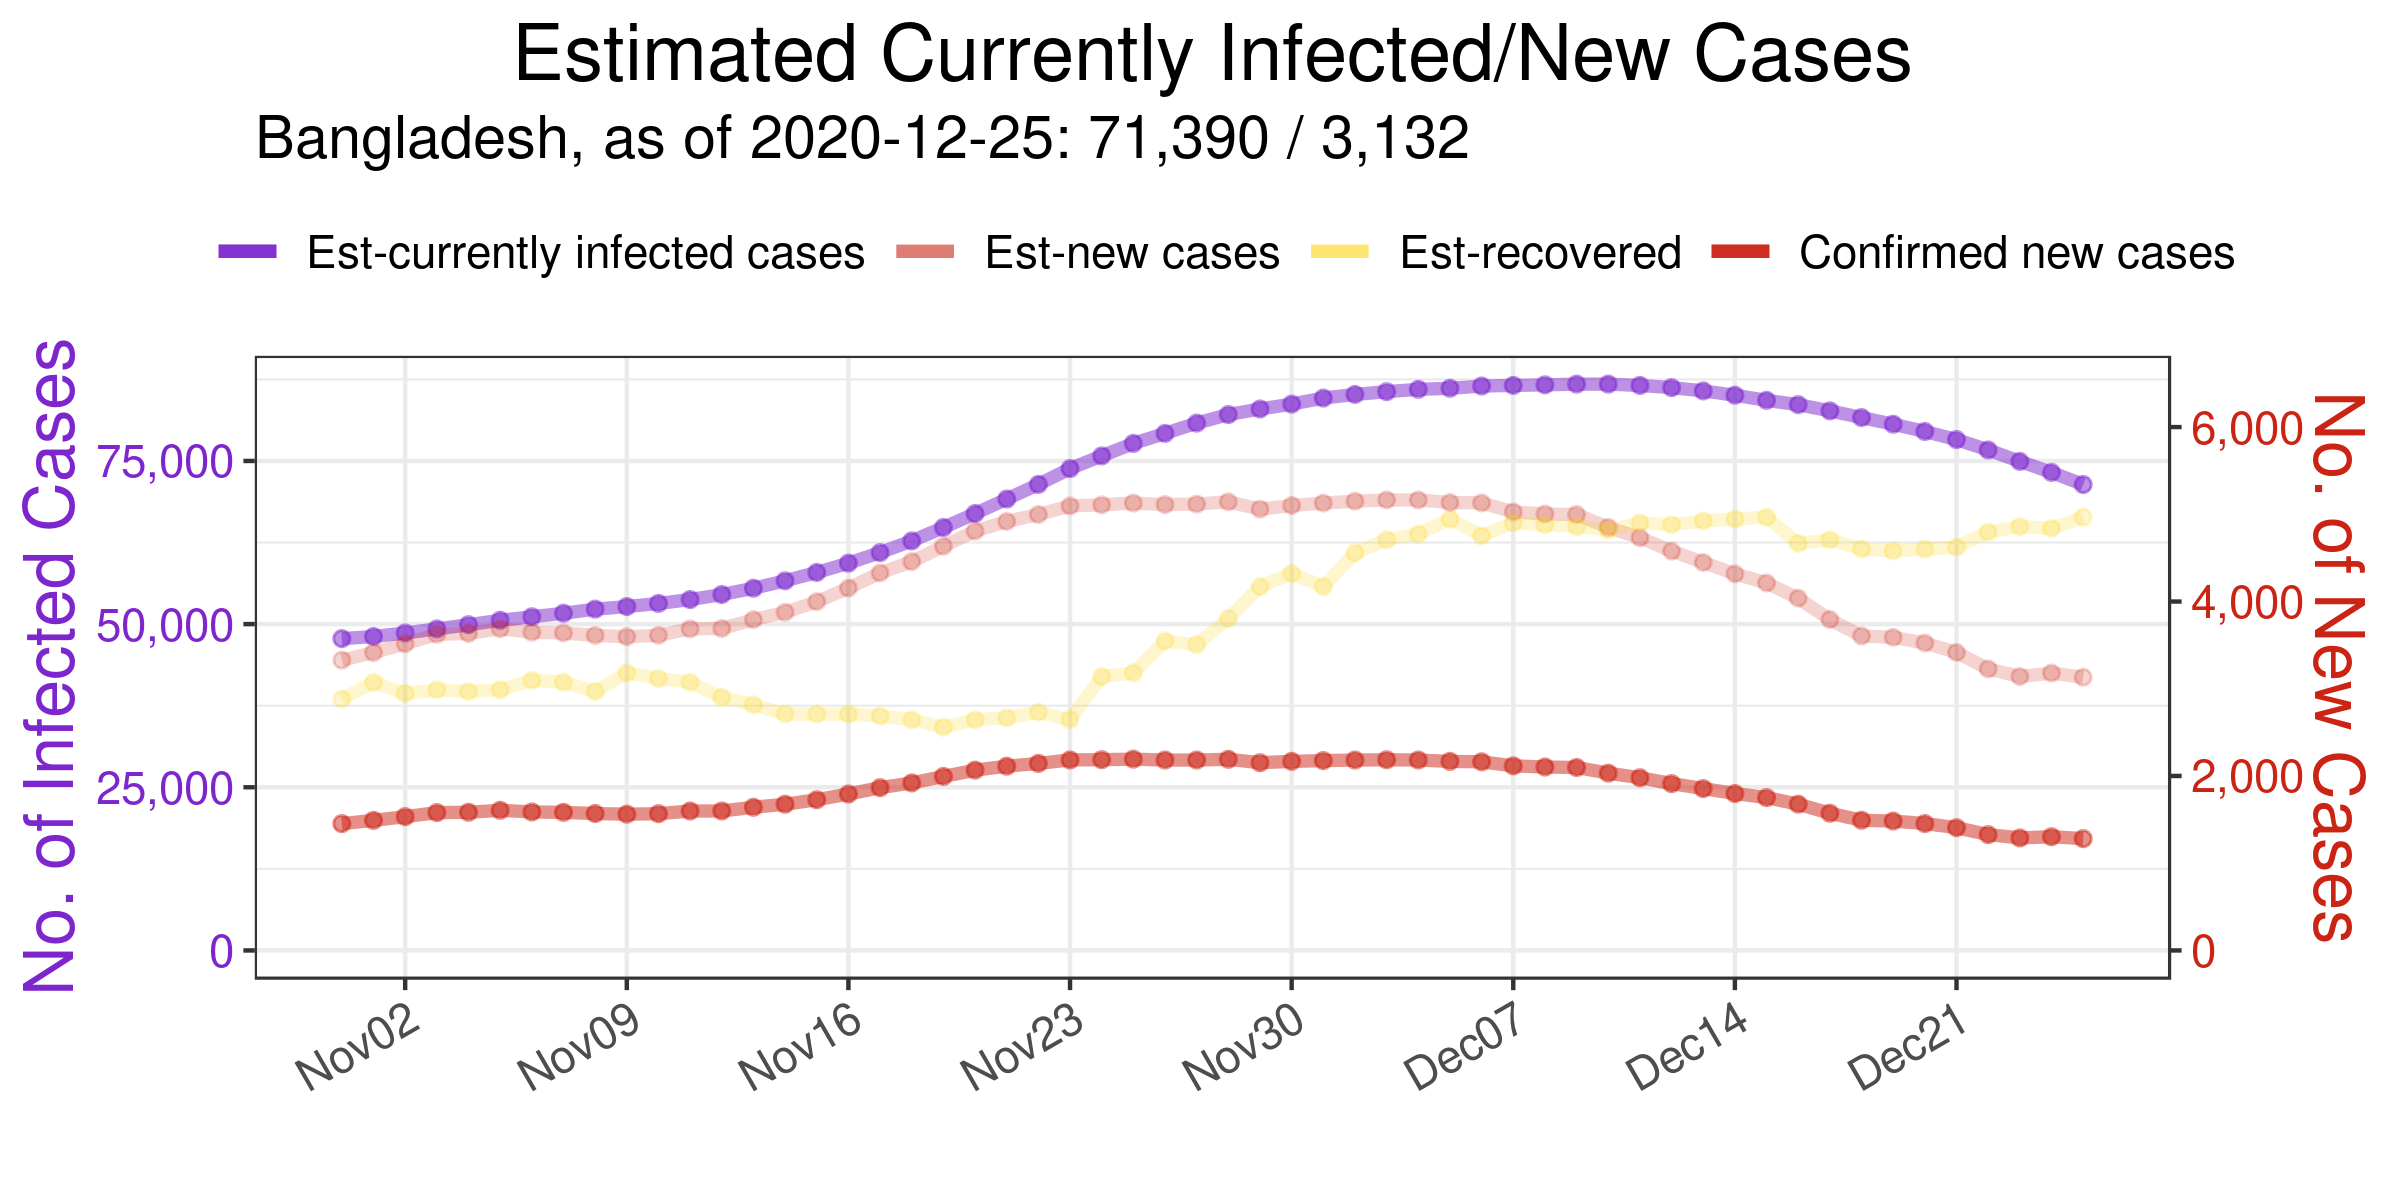 Estimated Currently Infected/New Cases
Bangladesh, as of 2020-12-25: 71,390 / 3,132
Est-currently infected cases Est-new cases Est-recovered Confirmed new cases
No. of Infected Cases
75,000
50,000
25,000
0
6,000
4,000
2,000
0
No. of New Cases
Nov02 Nov09 Nov16 Nov23 Nov30 Dec07 Dec14 Dec21